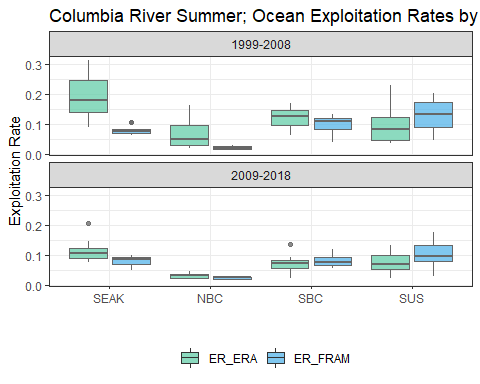 Columbia River Summer; Ocean Exploitation Rates by
1999-2008
0.3
0.2
0.1
0.0
2009-2018
0.3
0.2
0.1
0.0
Exploitation Rate
SEAK NBC SBC SUS
ER_ERA ER_FRAM